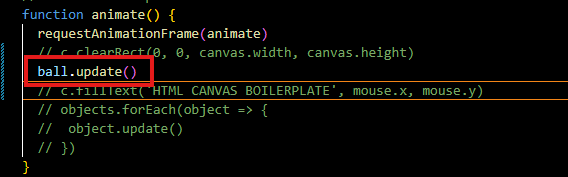 function animate() {
requestAnimationFrame(animate)
// c.clearRect(0, 0, canvas.width, canvas.height)
ball.update()
// c.fillText('HTML CANVAS BOILERPLATE', mouse.x, mouse.y)
// objects.forEach(object => {
//  object.update()
// })
}